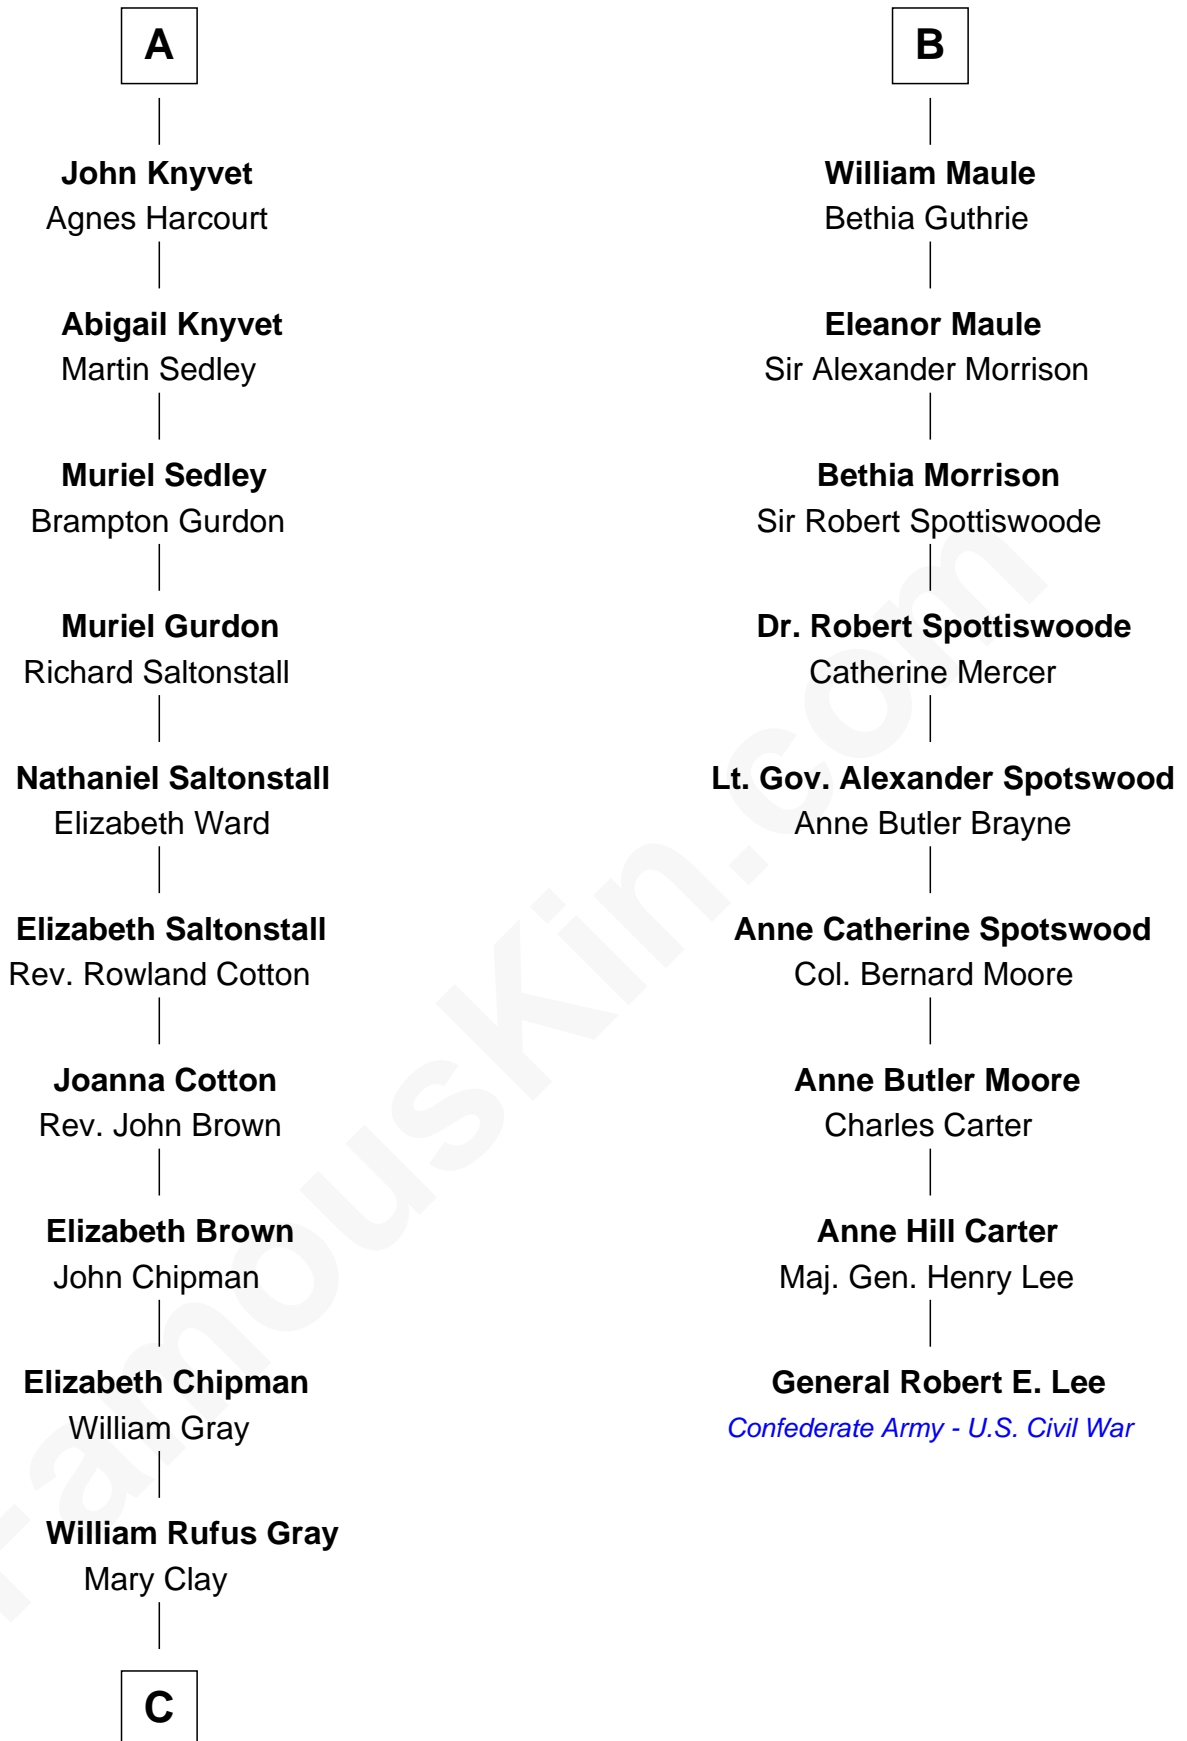 A
John Knyvet
Agnes Harcourt
Abigail Knyvet
Martin Sedley
Muriel Sedley
Brampton Gurdon
Muriel Gurdon
Richard Saltonstall
Nathaniel Saltonstall
Elizabeth Ward
Elizabeth Saltonstall
Rev. Rowland Cotton
Joanna Cotton
Rev. John Brown
Elizabeth Brown
John Chipman
Elizabeth Chipman
William Gray
William Rufus Gray
Mary Clay
C
B
William Maule
Bethia Guthrie
Eleanor Maule
Sir Alexander Morrison
Bethia Morrison
Sir Robert Spottiswoode
Dr. Robert Spottiswoode
Catherine Mercer
Lt. Gov. Alexander Spotswood
Anne Butler Brayne
Anne Catherine Spotswood
Col. Bernard Moore
Anne Butler Moore
Charles Carter
Anne Hill Carter
Maj. Gen. Henry Lee
General Robert E. Lee
Confederate Army - U.S. Civil War
FamousKin.com